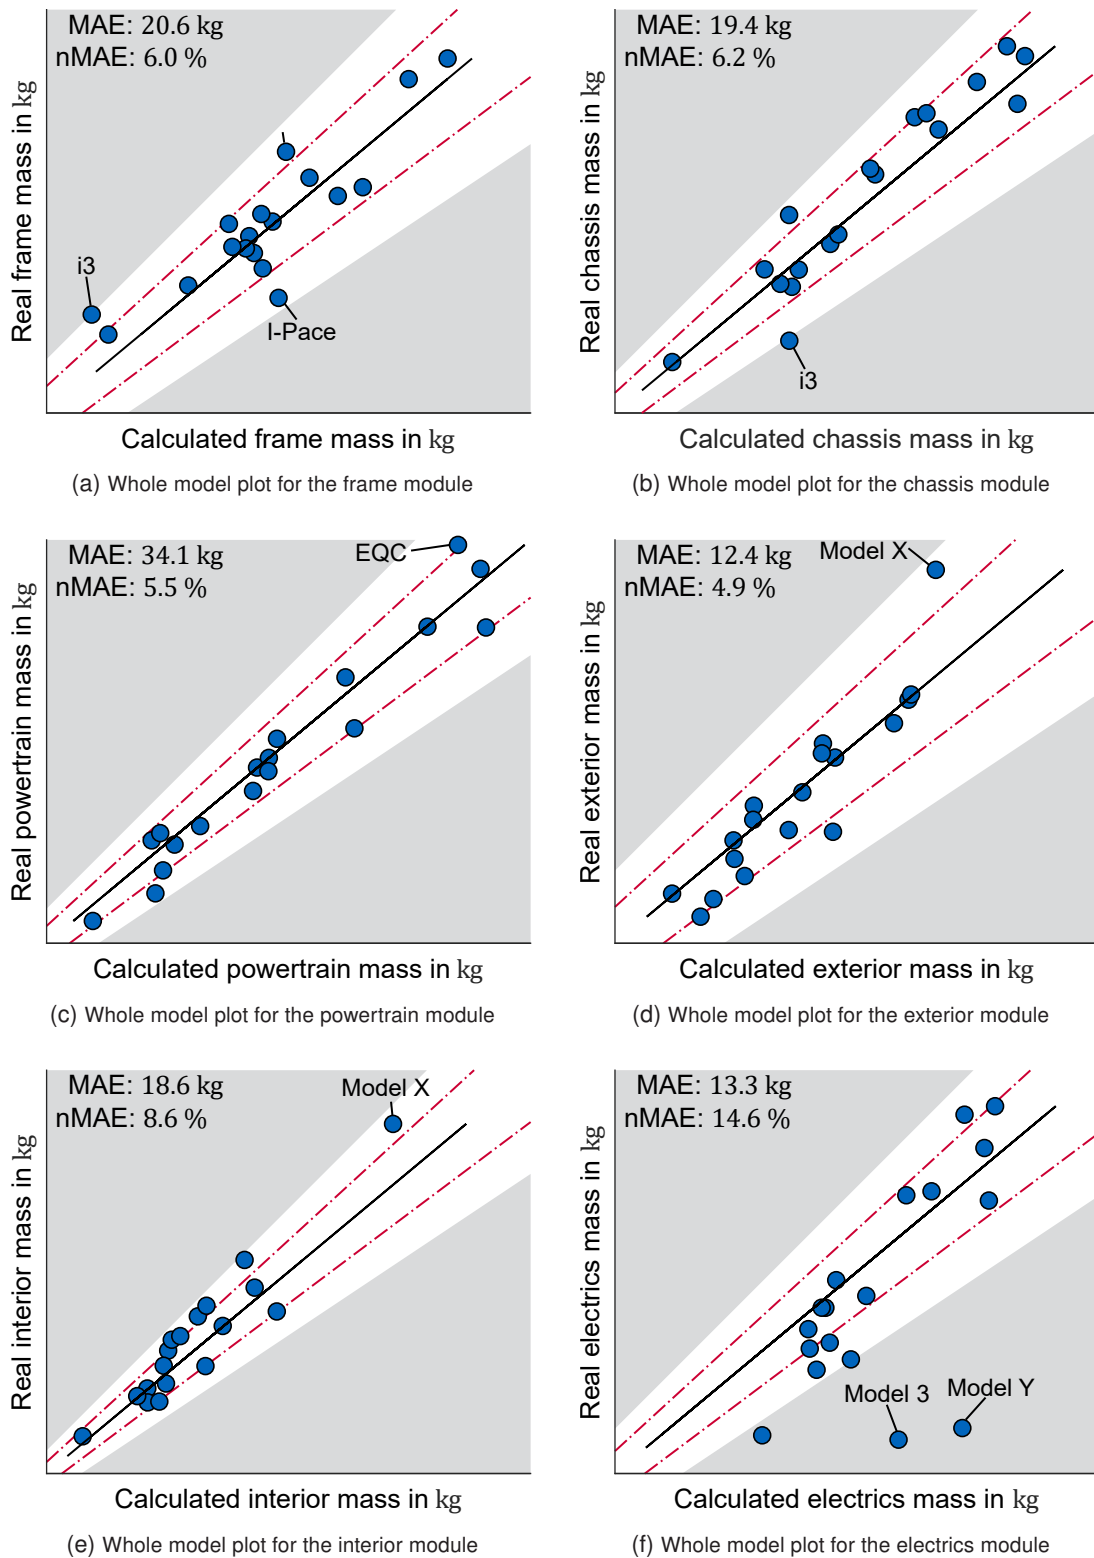 MAE: 20.6 kg
nMAE: 6.0 %
Real frame mass in kg
i3
I-Pace
Calculated frame mass in kg
(a) Whole model plot for the frame module
MAE: 19.4 kg
nMAE: 6.2 %
Real chassis mass in kg
i3
Calculated chassis mass in kg
(b) Whole model plot for the chassis module
MAE: 34.1 kg
nMAE: 5.5 %
EQC
Real powertrain mass in kg
Calculated powertrain mass in kg
(c) Whole model plot for the powertrain module
MAE: 12.4 kg
nMAE: 4.9 %
Model X
Real exterior mass in kg
Calculated exterior mass in kg
(d) Whole model plot for the exterior module
MAE: 18.6 kg
nMAE: 8.6 %
Model X
Real interior mass in kg
Calculated interior mass in kg
(e) Whole model plot for the interior module
MAE: 13.3 kg
nMAE: 14.6 %
Real electrics mass in kg
Model 3
Model Y
Calculated electrics mass in kg
(f) Whole model plot for the electrics module